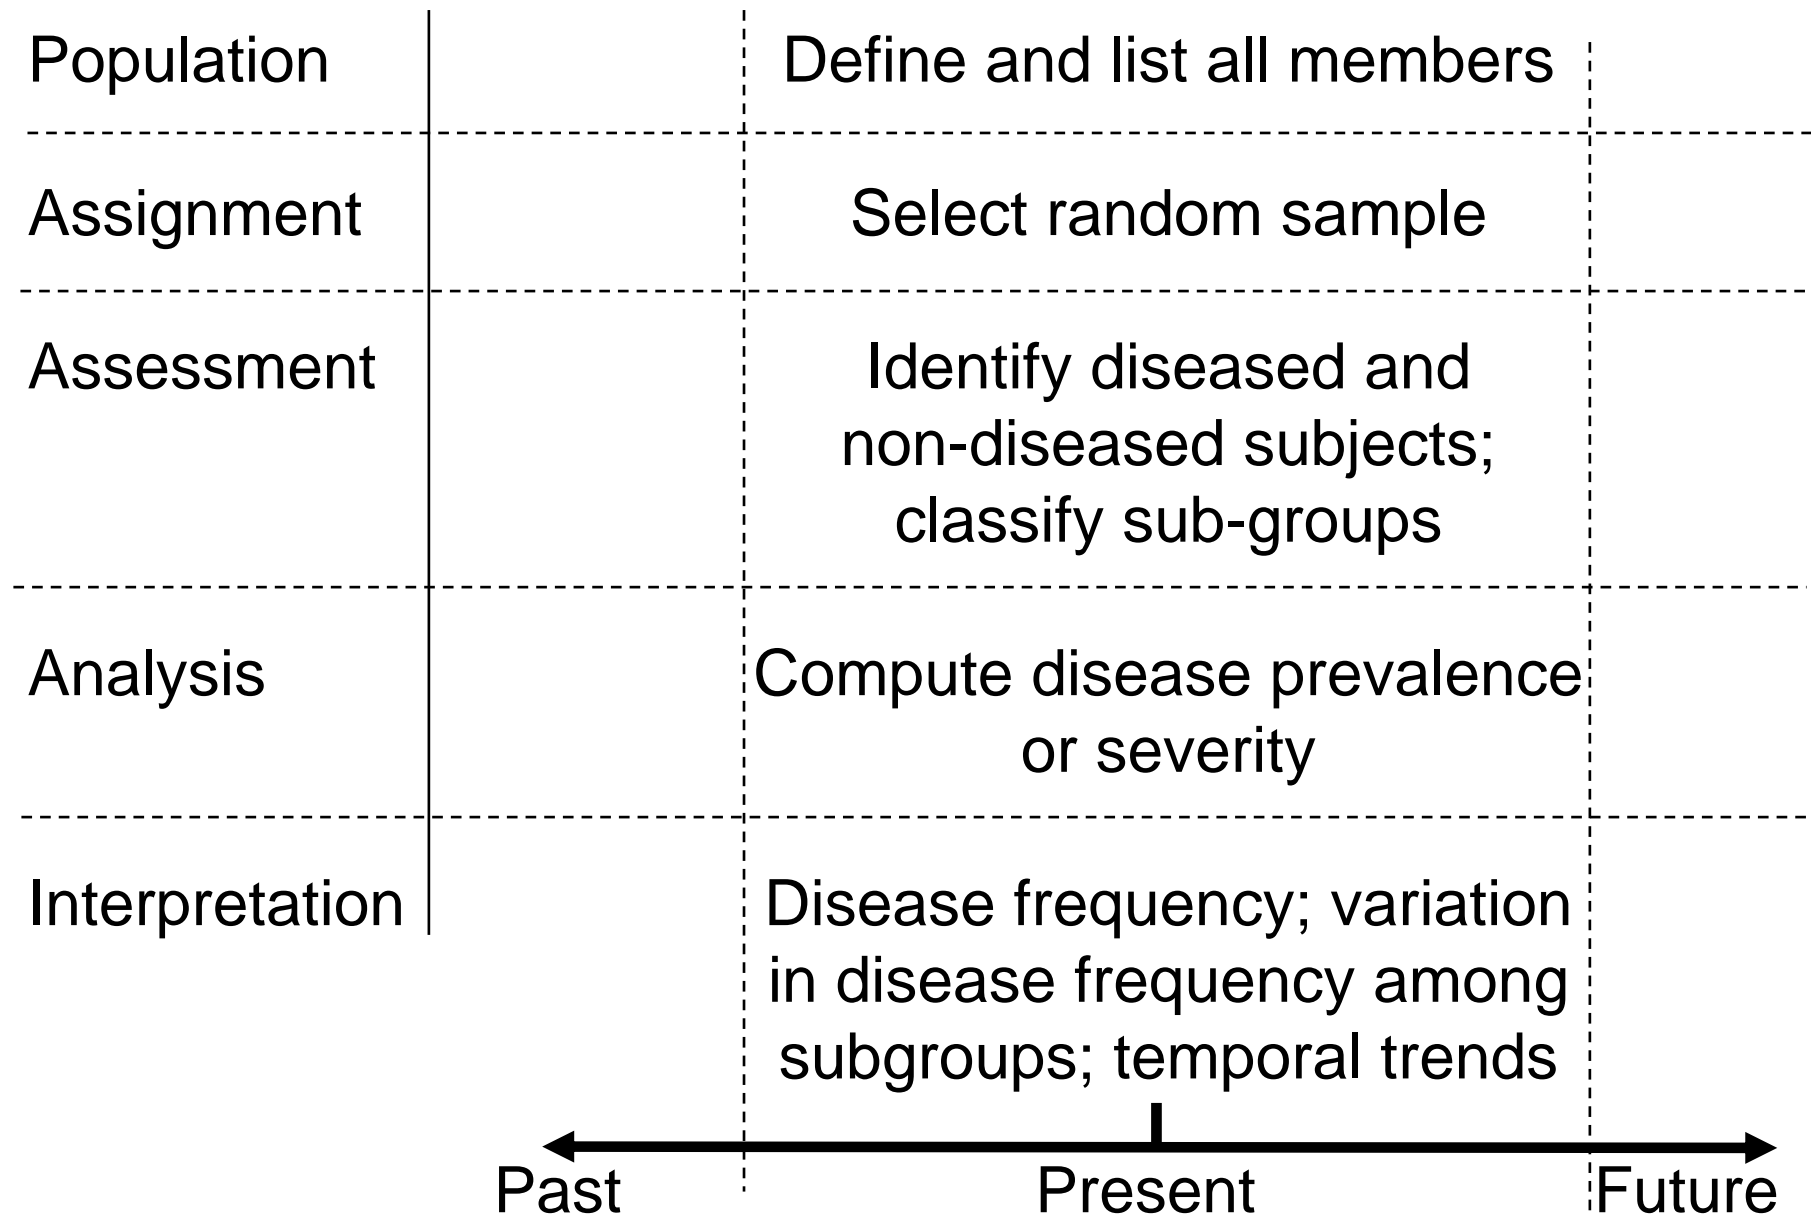 Population
Define and list all members
Assignment
Select random sample
Assessment
Identify diseased and
non-diseased subjects;
classify sub-groups
Analysis
Compute disease prevalence
or severity
Interpretation
Disease frequency; variation
in disease frequency among
subgroups; temporal trends
Past
Present
Future